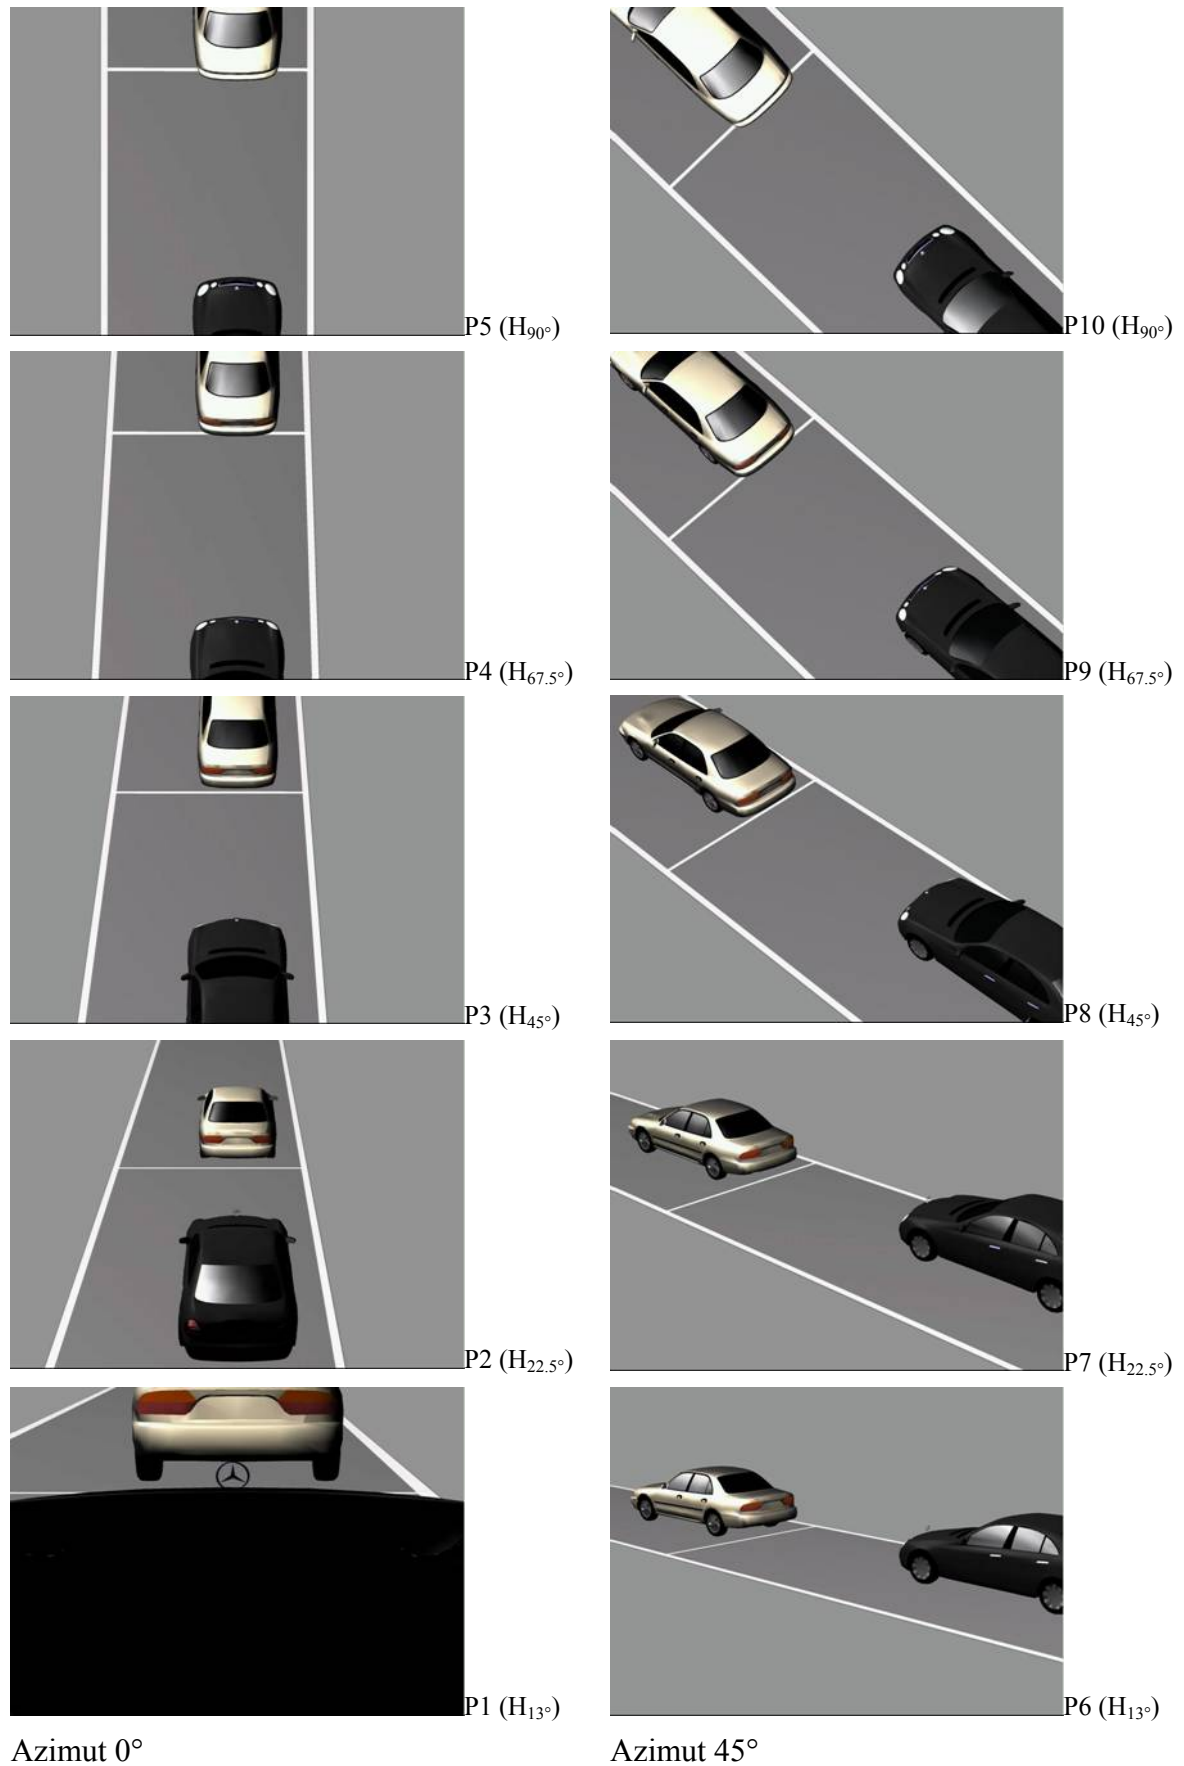 P5 (H90°)
P10 (H90°)
P4 (H67.5°)
P9 (H67.5°)
P3 (H45°)
P8 (H45°)
P2 (H22.5°)
P7 (H22.5°)
P1 (H13°)
P6 (H13°)
Azimut 0°
Azimut 45°